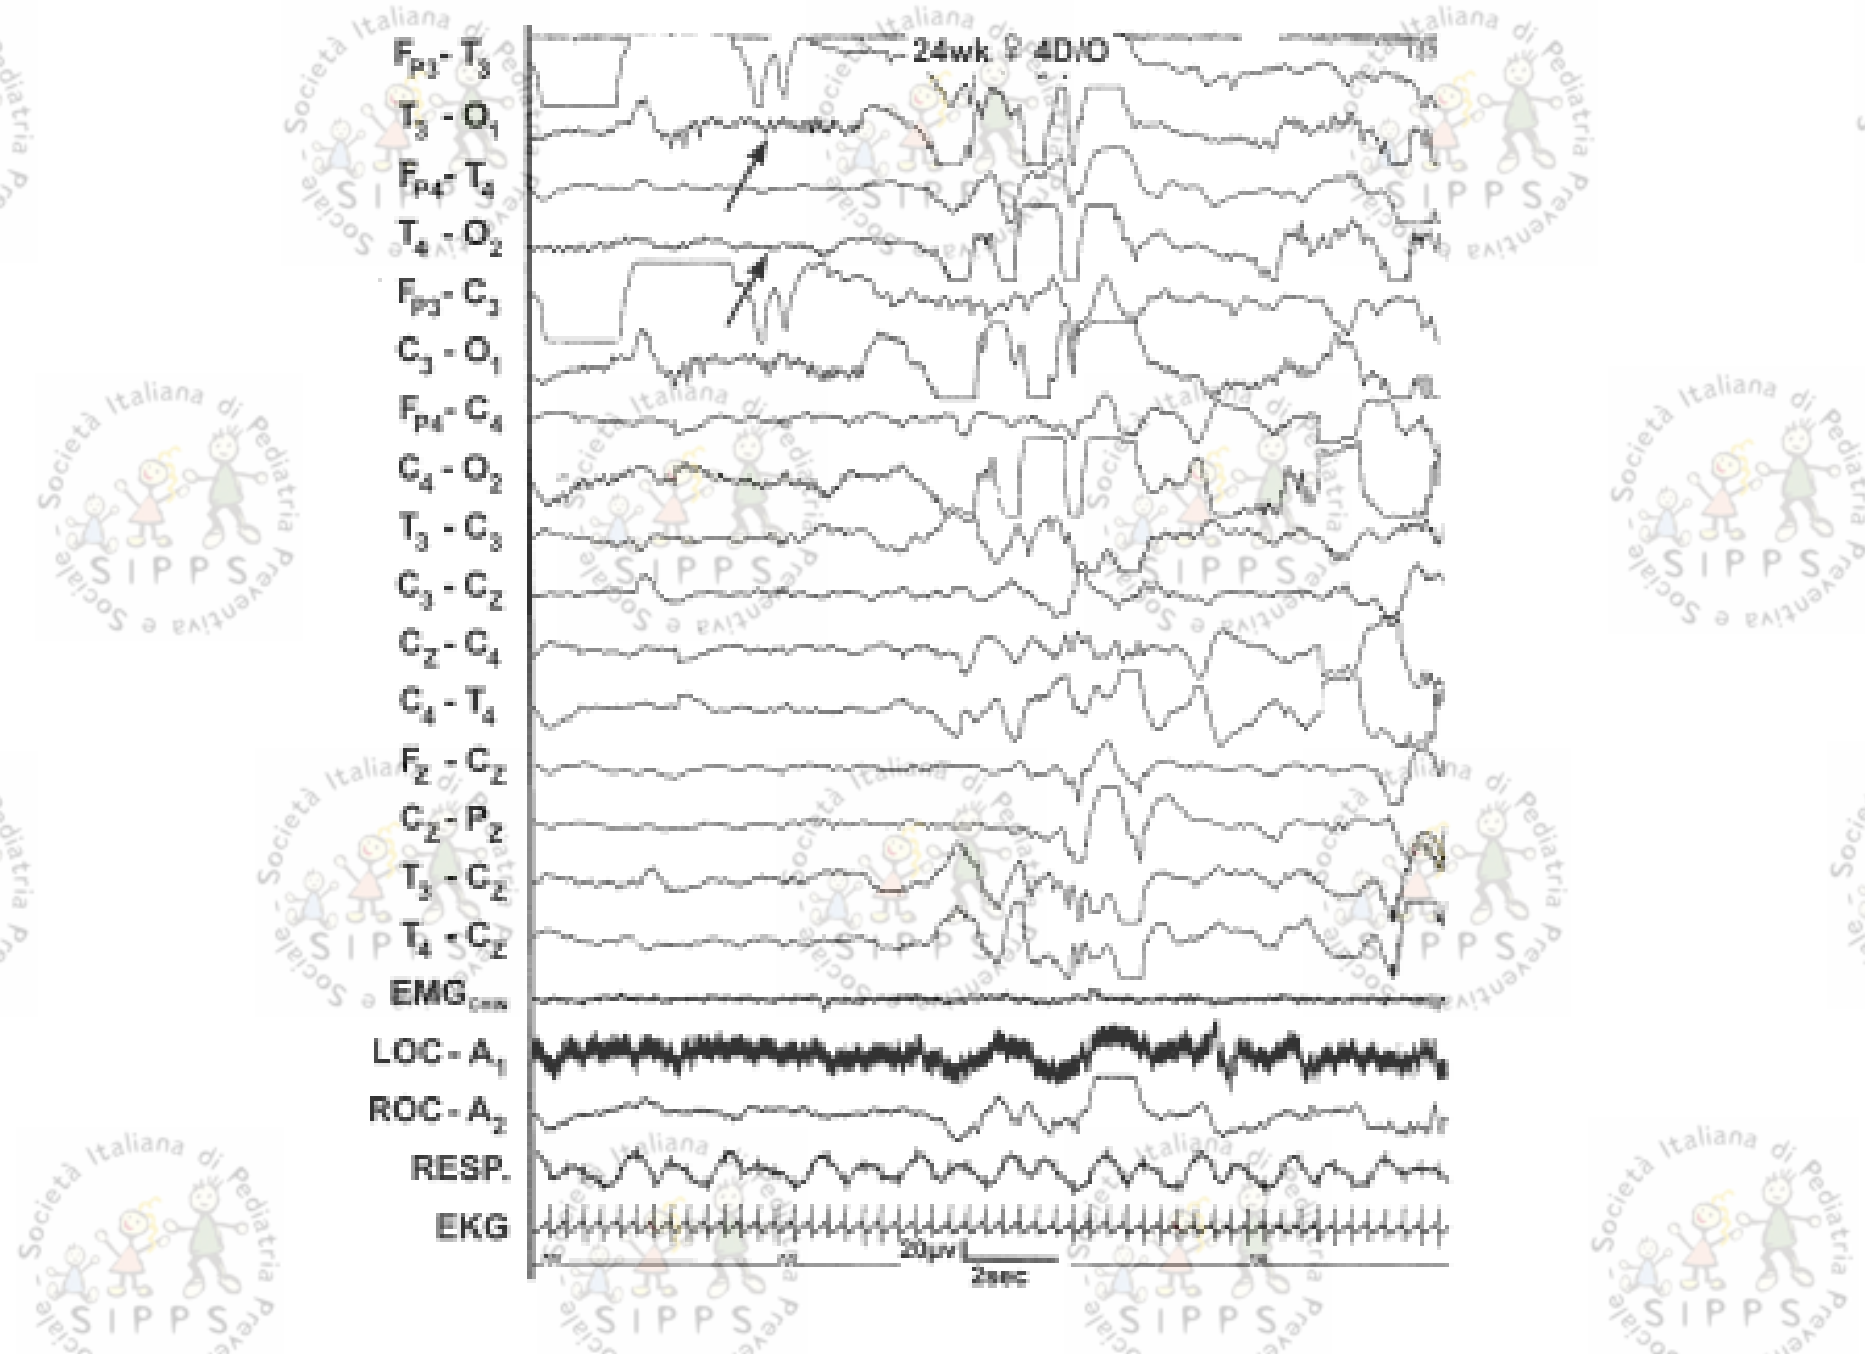 24wk ♀ 4D/O
Fp3 - T3
T3 - O1
Fp4 - T4
T4 - O2
Fp3 - C3
C3 - O1
Fp4 - C4
C4 - O2
T3 - C3
C3 - CZ
CZ - C4
C4 - T4
FZ - CZ
CZ - PZ
T3 - CZ
T4 - CZ
EMG
LOC - A1
ROC - A2
RESP.
EKG
20μv
2sec
Società Italiana di Pediatria Preventiva e Sociale -
SIPPS